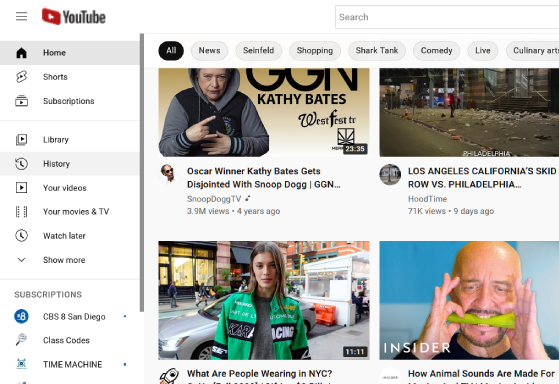 YouTube
Search
Home
Shorts
Subscriptions
Library
History
Your videos
Your movies & TV
Watch later
Show more
SUBSCRIPTIONS
CBS 8 San Diego
Class Codes
TIME MACHINE
All
News
Seinfeld
Shopping
Shark Tank
Comedy
Live
Culinary arts
GGN
KATHY BATES
Westfest tv
23:35
Oscar Winner Kathy Bates Gets
Disjointed With Snoop Dogg | GGN...
SnoopDoggTV
3.9M views • 4 years ago
PHILADELPHIA
LOS ANGELES CALIFORNIA'S SKID
ROW VS. PHILADELPHIA...
HoodTime
71K views • 9 days ago
11:11
What Are People Wearing in NYC?
INSIDER
How Animal Sounds Are Made For